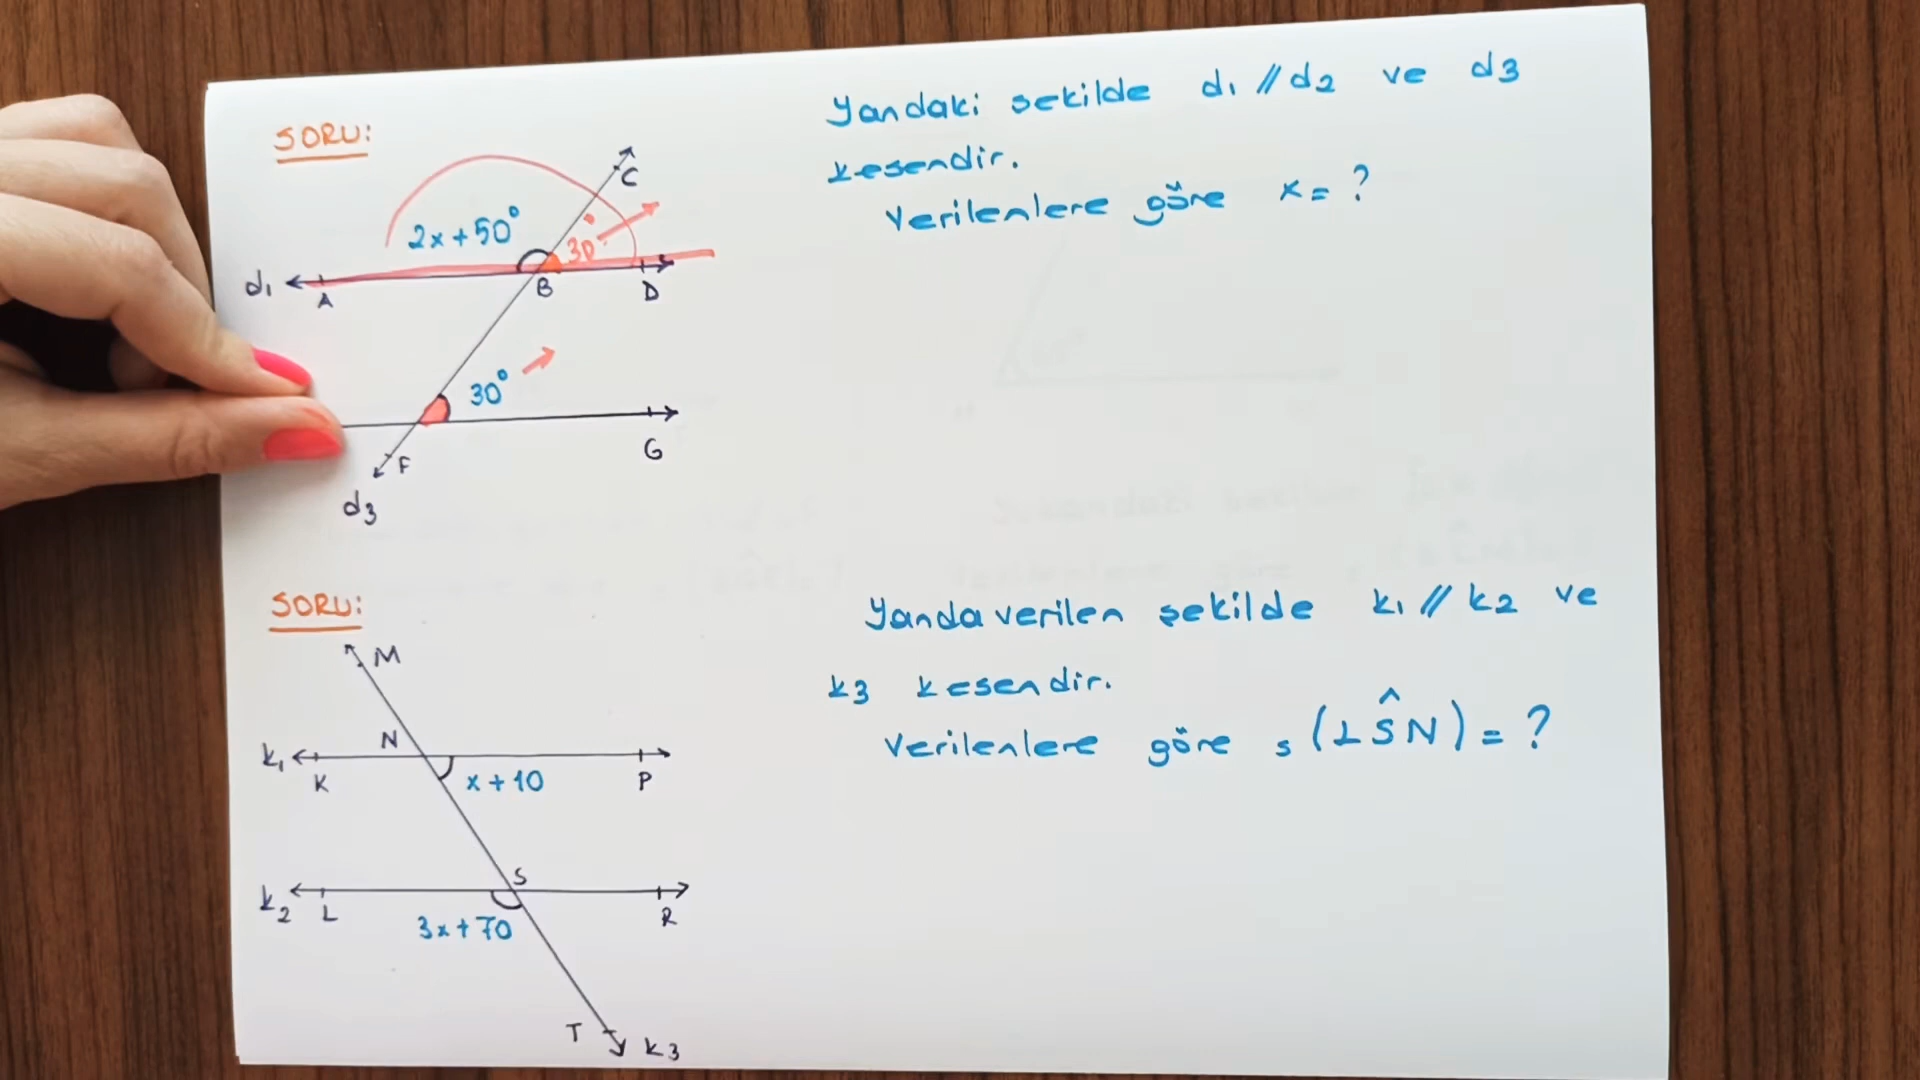 SORU:
Yandaki sekilde d1 // d2 ve d3
kesendir.
Verilenlere göre x = ?
C
2x+50°
30°
d1
A
B
D
30°
G
F
d3
SORU:
Yanda verilen şekilde k1 // k2 ve
k3 kesendir.
Verilenlere göre s(LŜN) = ?
M
N
k1
K
x+10
P
S
k2
L
3x+70
R
T
k3